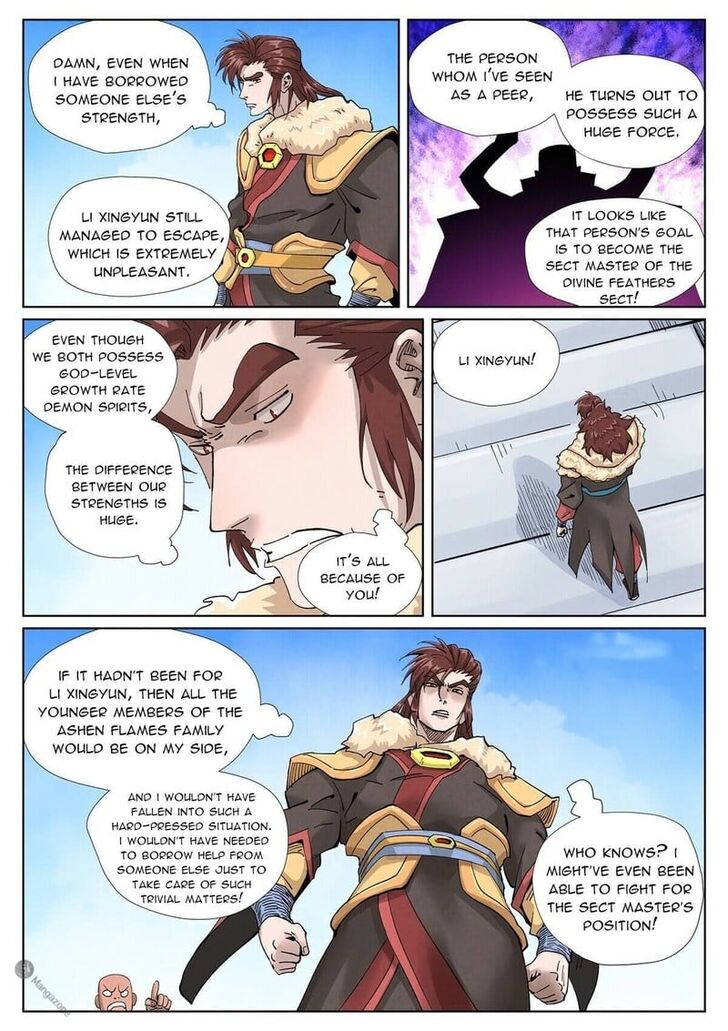 DAMN, EVEN WHEN
I HAVE BORROWED
SOMEONE ELSE'S
STRENGTH,
LI XINGYUN STILL
MANAGED TO ESCAPE,
WHICH IS EXTREMELY
UNPLEASANT.
THE PERSON
WHOM I'VE SEEN
AS A PEER,
HE TURNS OUT TO
POSSESS SUCH A
HUGE FORCE.
IT LOOKS LIKE
THAT PERSON'S GOAL
IS TO BECOME THE
SECT MASTER OF THE
DIVINE FEATHERS
SECT!
EVEN THOUGH
WE BOTH POSSESS
GOD-LEVEL
GROWTH RATE
DEMON SPIRITS,
THE DIFFERENCE
BETWEEN OUR
STRENGTHS IS
HUGE.
IT'S ALL
BECAUSE OF
YOU!
LI XINGYUN!
IF IT HADN'T BEEN FOR
LI XINGYUN, THEN ALL THE
YOUNGER MEMBERS OF THE
ASHEN FLAMES FAMILY
WOULD BE ON MY SIDE,
AND I WOULDN'T HAVE
FALLEN INTO SUCH A
HARD-PRESSED SITUATION.
I WOULDN'T HAVE NEEDED
TO BORROW HELP FROM
SOMEONE ELSE JUST TO
TAKE CARE OF SUCH
TRIVIAL MATTERS!
WHO KNOWS? I
MIGHT'VE EVEN BEEN
ABLE TO FIGHT FOR
THE SECT MASTER'S
POSITION!
Mangazone